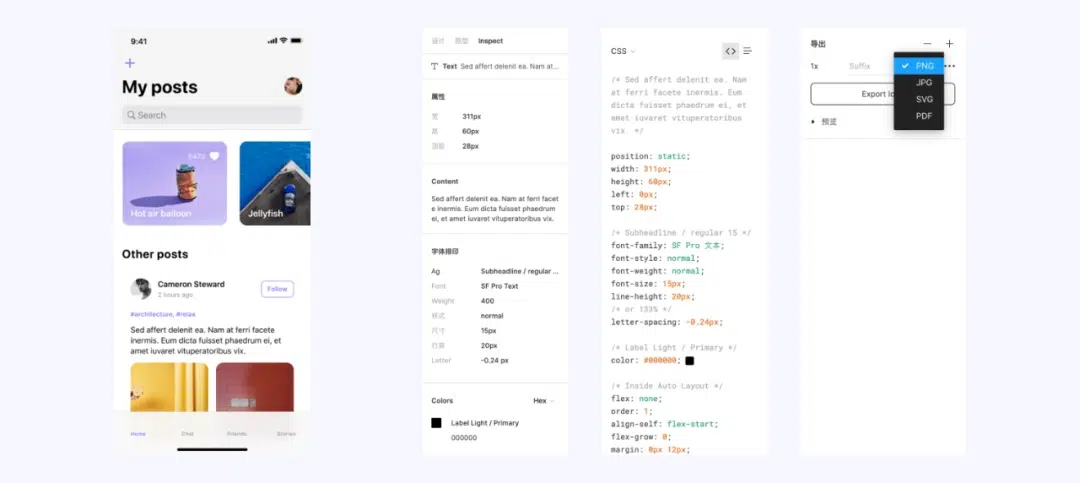 9:41
My posts
Search
Hot air balloon
Jellyfish
Other posts
Cameron Steward
2 hours ago
Follow
#architecture, #relax
Sed affert delenit ea. Nam at ferri facete
inermis. Eum dicta fuisset phaedrum ei, et
amet iuvaret vituperatoribus vix.
Home
Chat
Friends
Stories
设计
原型
Inspect
Text Sed affert delenit ea. Nam at...
属性
宽 311px
高 60px
顶部 28px
Content
Sed affert delenit ea. Nam at ferri facet
e inermis. Eum dicta fuisset phaedrum
ei, et amet iuvaret vituperatoribus vix.
字体排印
Ag Subheadline / regular ...
Font SF Pro Text
Weight 400
样式 normal
尺寸 15px
行高 20px
Letter -0.24 px
Colors Hex
Label Light / Primary
000000
CSS
/* Sed affert delenit ea. Nam
at ferri facete inermis. Eum
dicta fuisset phaedrum ei, et
amet iuvaret vituperatoribus
vix. */
position: static;
width: 311px;
height: 60px;
left: 0px;
top: 28px;
/* Subheadline / regular 15 */
font-family: SF Pro 文本;
font-style: normal;
font-weight: normal;
font-size: 15px;
line-height: 20px;
/* or 133% */
letter-spacing: -0.24px;
/* Label Light / Primary */
color: #000000;
/* Inside Auto Layout */
flex: none;
order: 1;
align-self: flex-start;
flex-grow: 0;
margin: 0px 12px;
导出
1x Suffix
PNG
JPG
SVG
PDF
Export Ic
预览